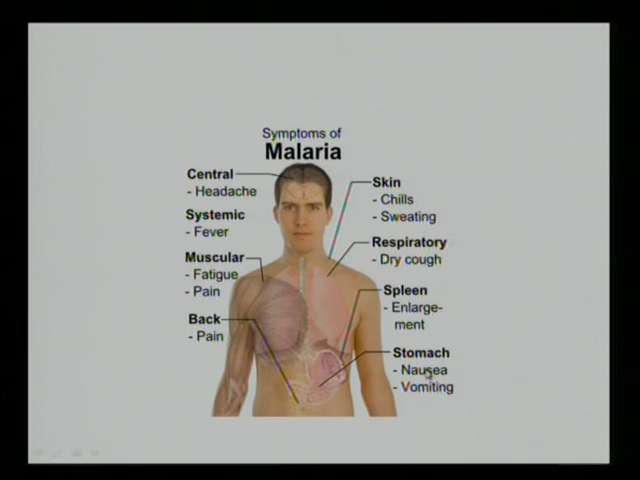 Symptoms of
Malaria
Central
- Headache
Systemic
- Fever
Muscular
- Fatigue
- Pain
Back
- Pain
Skin
- Chills
- Sweating
Respiratory
- Dry cough
Spleen
- Enlarge-
ment
Stomach
- Nausea
- Vomiting